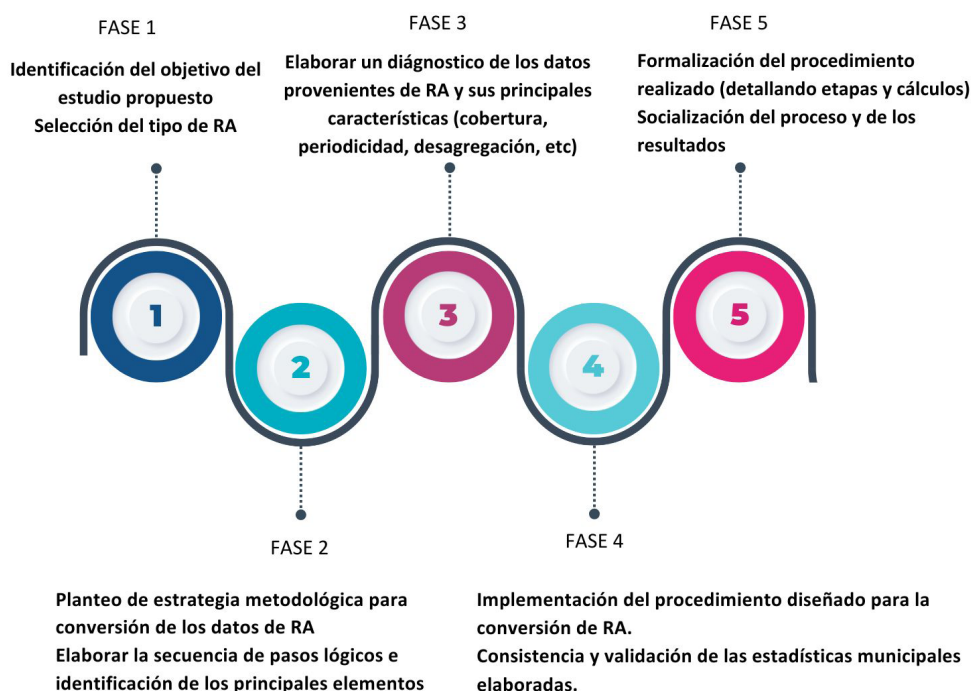 FASE 1
Identificación del objetivo del
estudio propuesto
Selección del tipo de RA
FASE 3
Elaborar un diágnostico de los datos
provenientes de RA y sus principales
características (cobertura,
periodicidad, desagregación, etc)
FASE 5
Formalización del procedimiento
realizado (detallando etapas y cálculos)
Socialización del proceso y de los
resultados
1
2
3
4
5
FASE 2
Planteo de estrategia metodológica para
conversión de los datos de RA
Elaborar la secuencia de pasos lógicos e
identificación de los principales elementos
FASE 4
Implementación del procedimiento diseñado para la
conversión de RA.
Consistencia y validación de las estadísticas municipales
elaboradas.